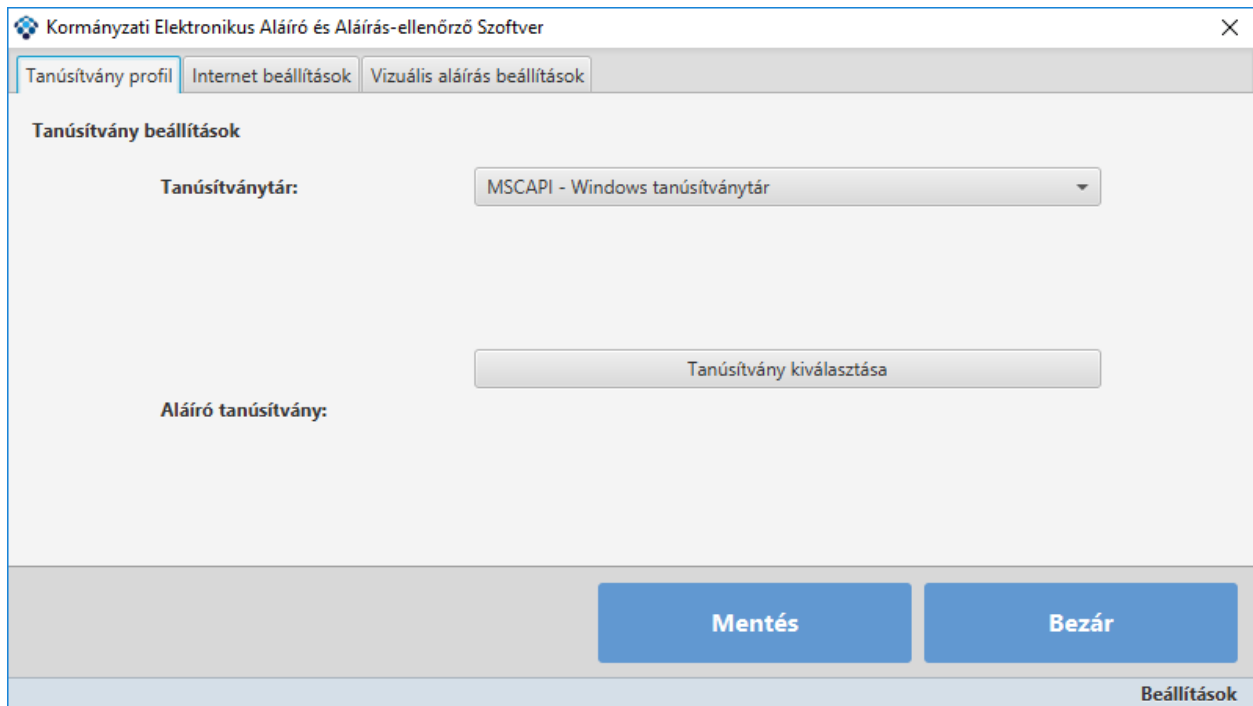 Kormányzati Elektronikus Aláíró és Aláírás-ellenőrző Szoftver
Tanúsítvány profil Internet beállítások Vizuális aláírás beállítások
Tanúsítvány beállítások
Tanúsítványtár: MSCAPI - Windows tanúsítványtár
Tanúsítvány kiválasztása
Aláíró tanúsítvány:
Mentés Bezár
Beállítások